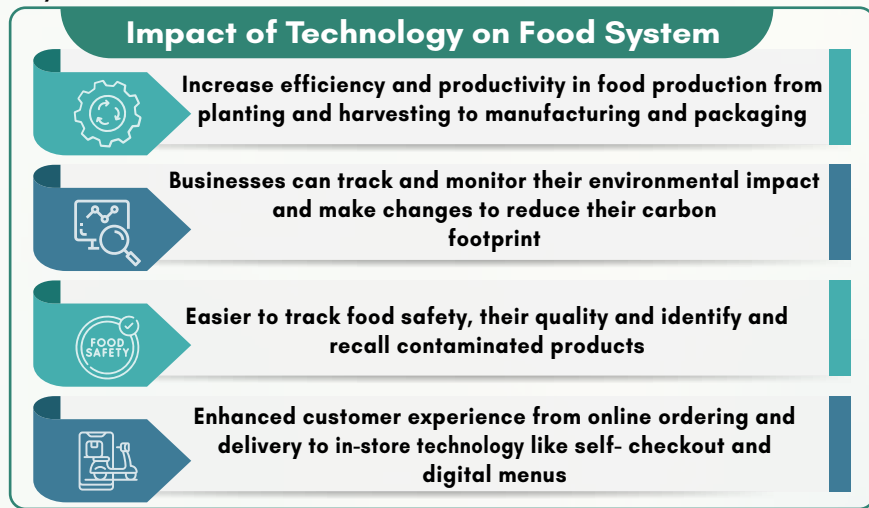 Impact of Technology on Food System
Increase efficiency and productivity in food production from
planting and harvesting to manufacturing and packaging
Businesses can track and monitor their environmental impact
and make changes to reduce their carbon
footprint
FOOD
SAFETY
Easier to track food safety, their quality and identify and
recall contaminated products
Enhanced customer experience from online ordering and
delivery to in-store technology like self- checkout and
digital menus